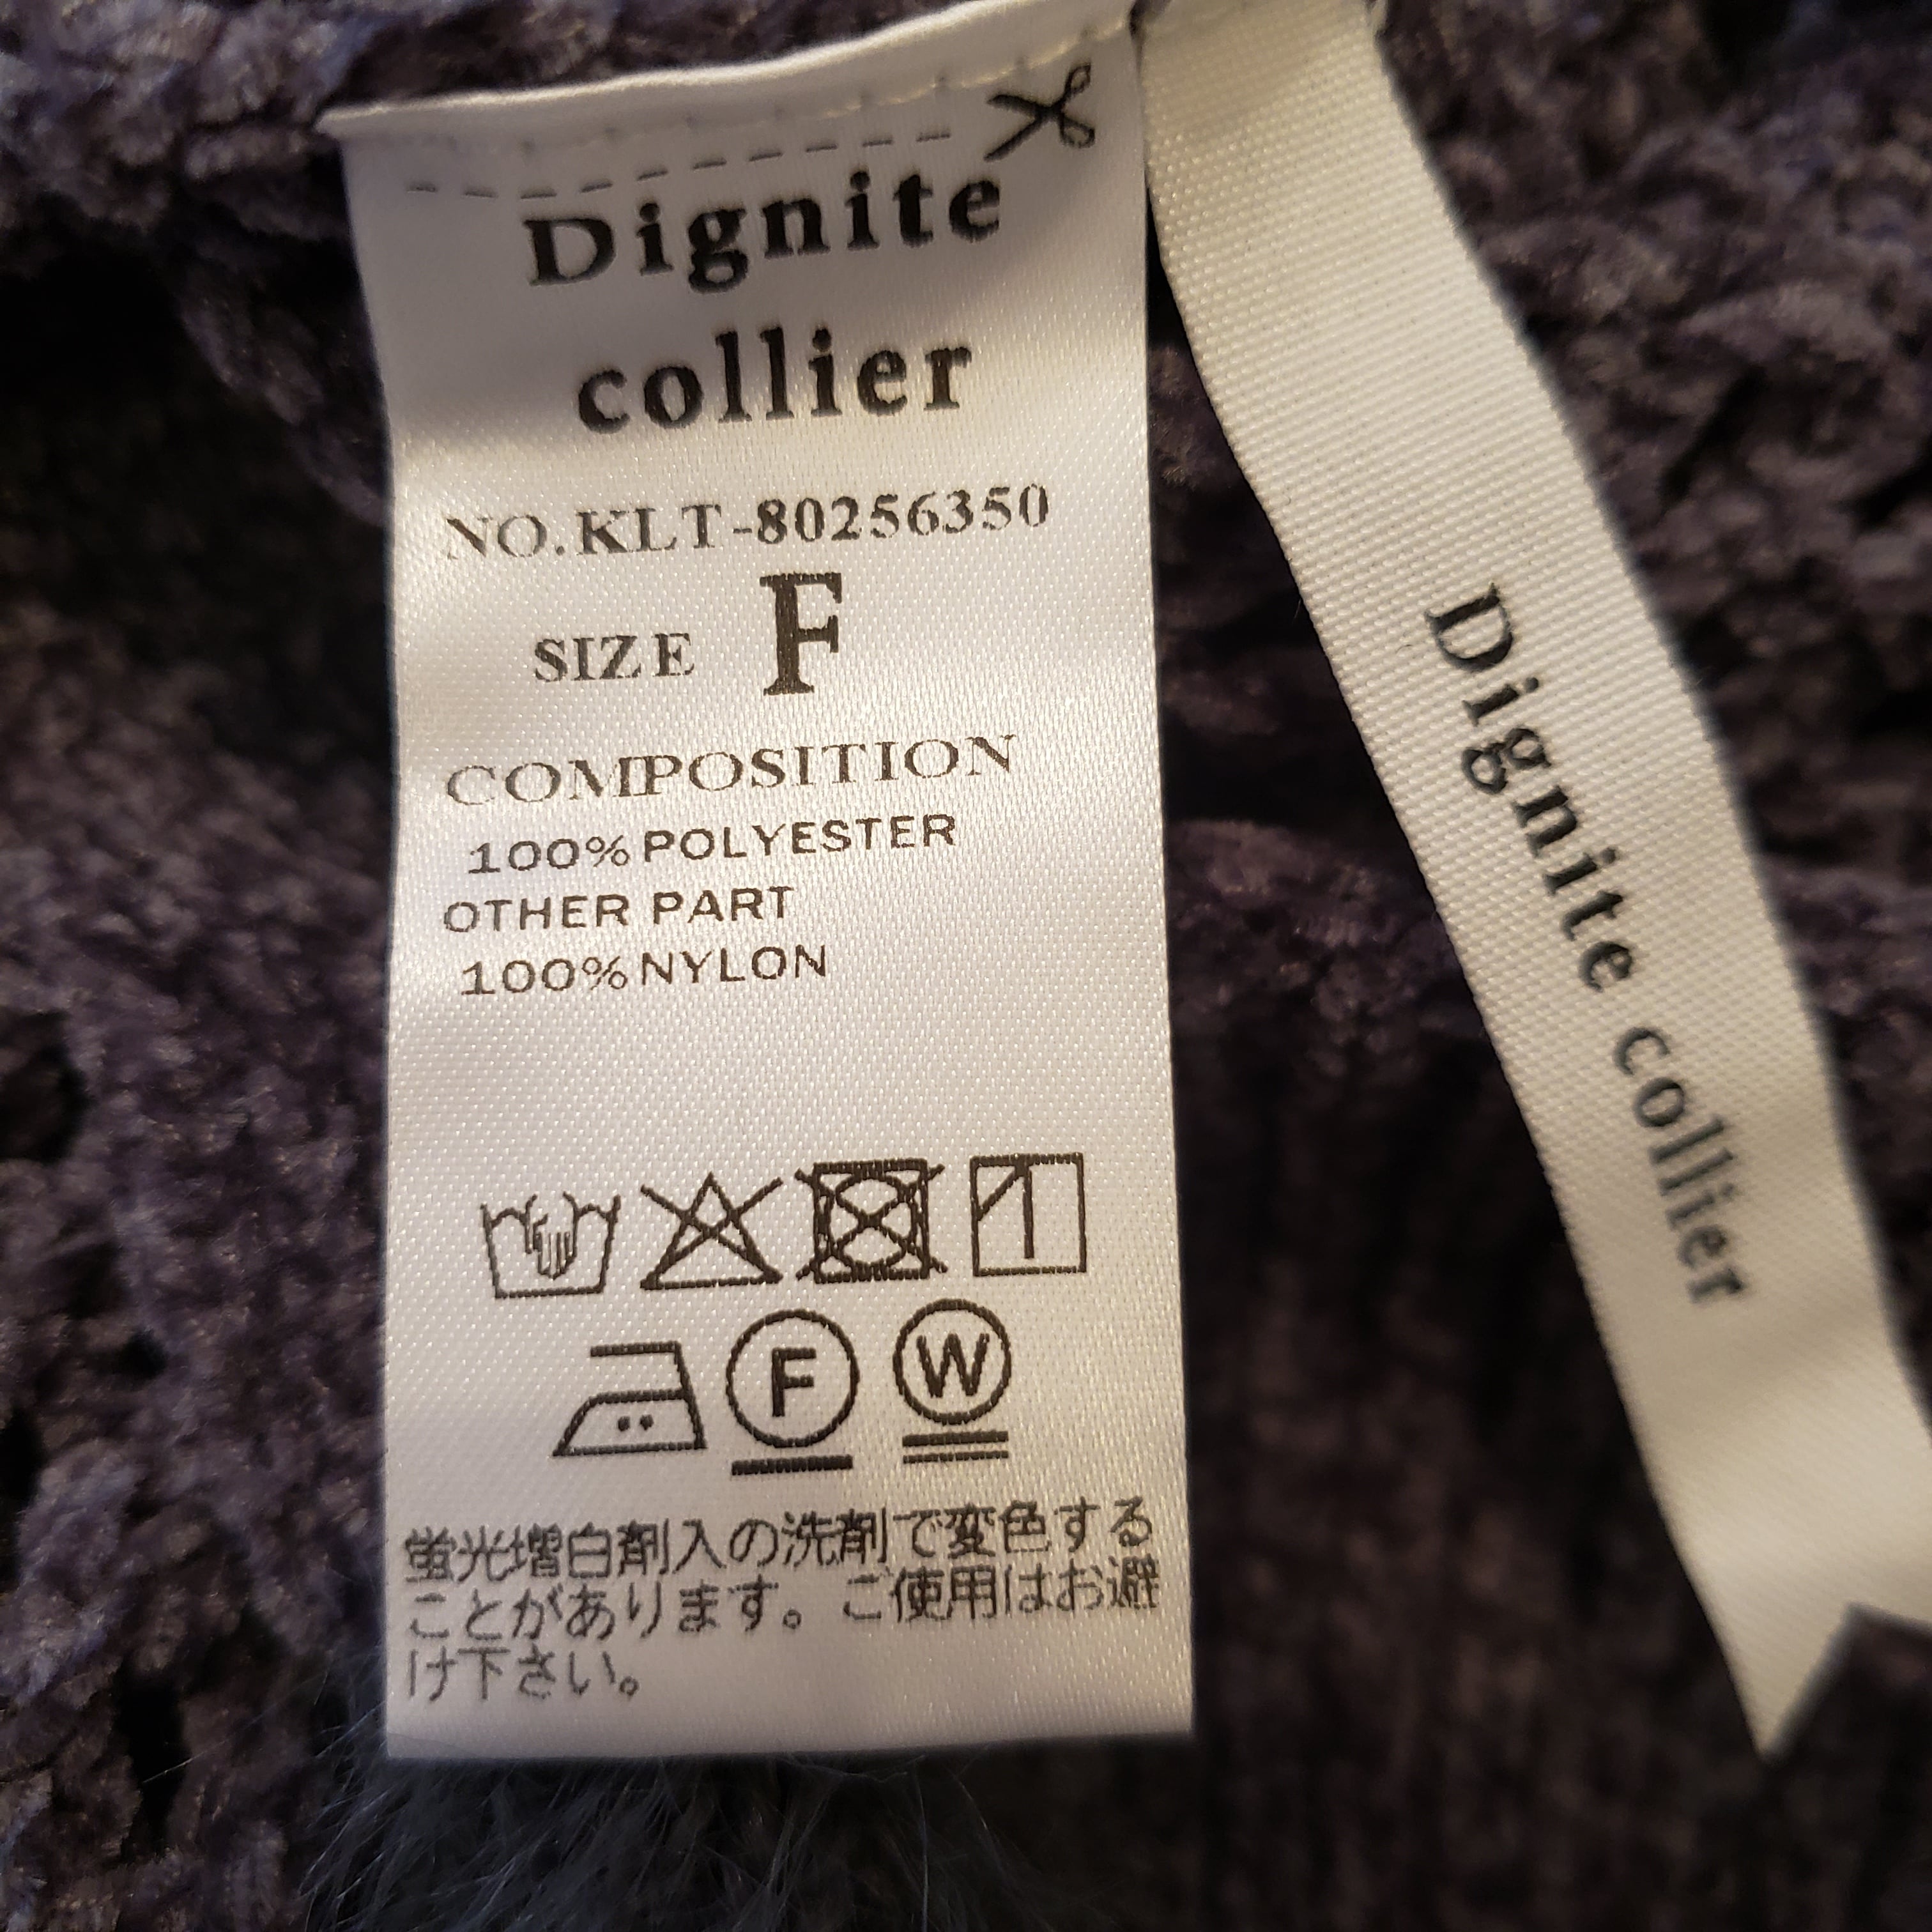 Dignite
collier
NO.KLT-80256350
SIZE F
COMPOSITION
100%POLYESTER
OTHER PART
100%NYLON
F W
蛍光増白剤入の洗剤で変色する
ことがあります。ご使用はお避
け下さい。
Dignite collier